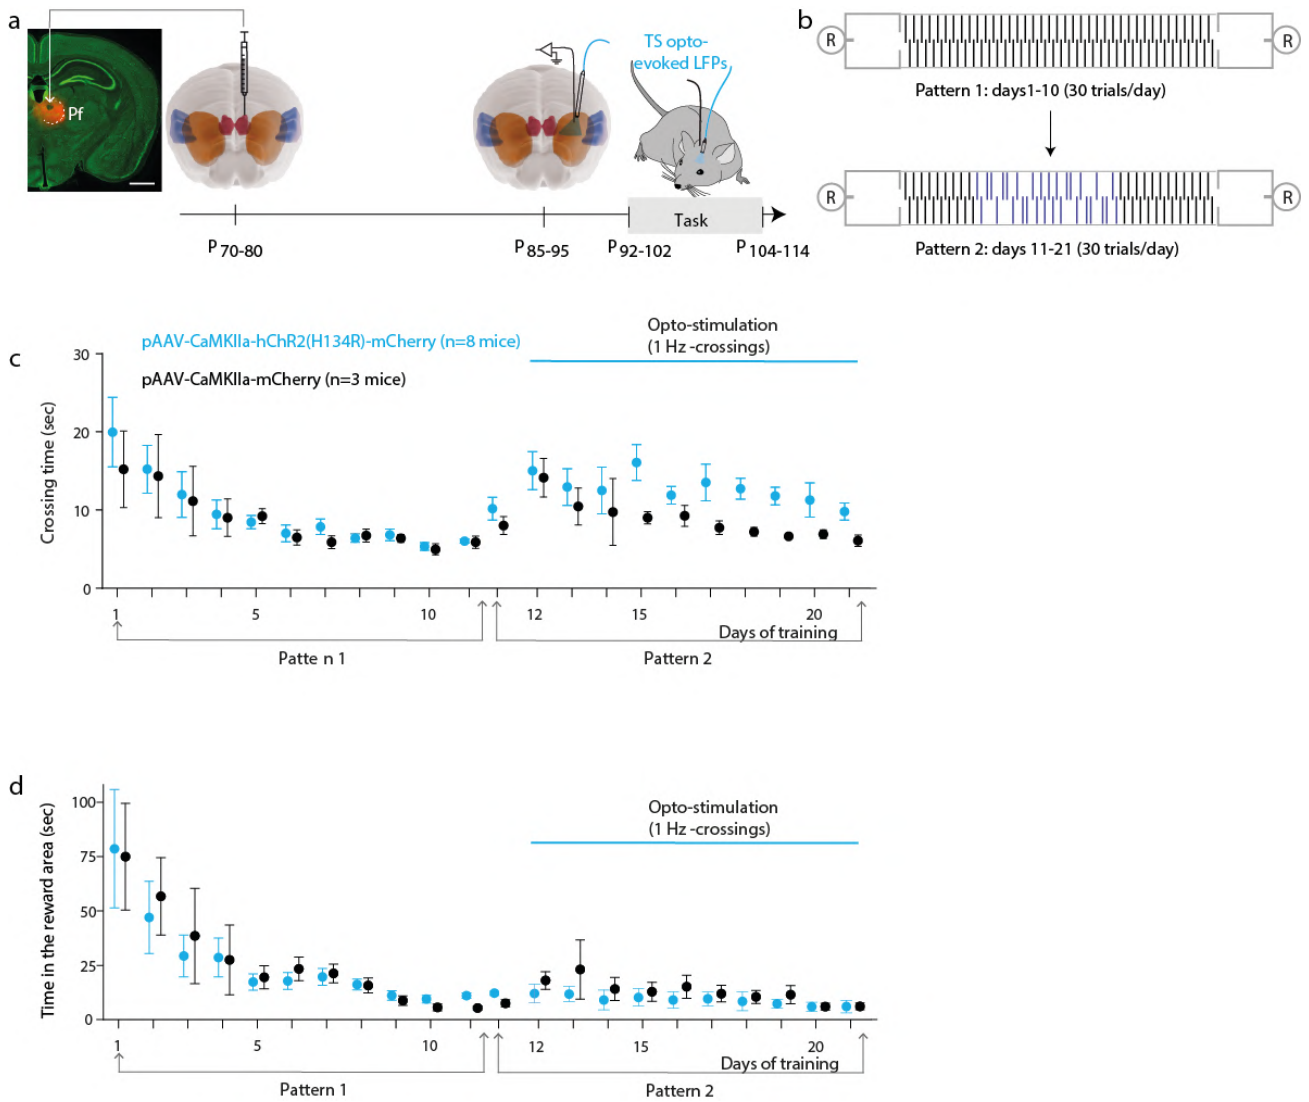 a
Pf
TS opto-
evoked LFPs
Task
P70-80
P85-95
P92-102
P104-114
b
R
R
Pattern 1: days1-10 (30 trials/day)
R
R
Pattern 2: days 11-21 (30 trials/day)
c
pAAV-CaMKIIa-hChR2(H134R)-mCherry (n=8 mice)
pAAV-CaMKIIa-mCherry (n=3 mice)
Opto-stimulation
(1 Hz -crossings)
Crossing time (sec)
30
20
10
0
1
5
10
12
15
20
Days of training
Patte n 1
Pattern 2
d
Opto-stimulation
(1 Hz -crossings)
Time in the reward area (sec)
100
75
50
25
0
1
5
10
12
15
20
Days of training
Pattern 1
Pattern 2